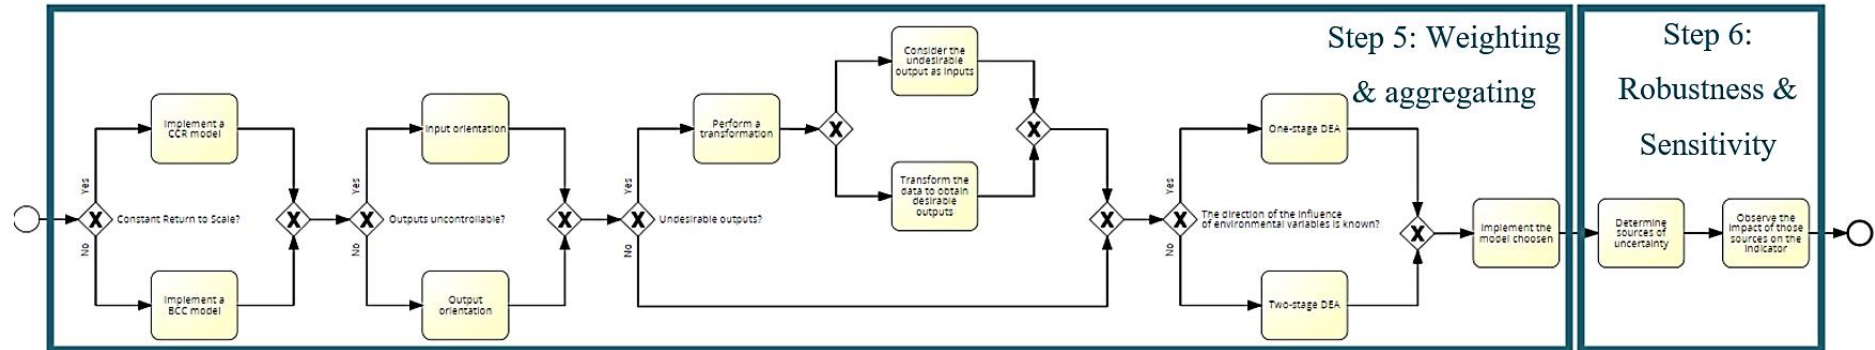 Step 5: Weighting
& aggregating
Step 6:
Robustness &
Sensitivity
Yes
Constant Return to Scale?
No
Implement a
CCR model
Implement a
BCC model
Yes
Outputs uncontrollable?
No
Input orientation
Output
orientation
Yes
Undesirable outputs?
No
Perform a
transformation
Consider the
undesirable
output as inputs
Transform the
data to obtain
desirable
outputs
Yes
The direction of the influence
of environmental variables is known?
No
One-stage DEA
Two-stage DEA
Implement the
model choosen
Determine
sources of
uncertainty
Observe the
impact of those
sources on the
indicator